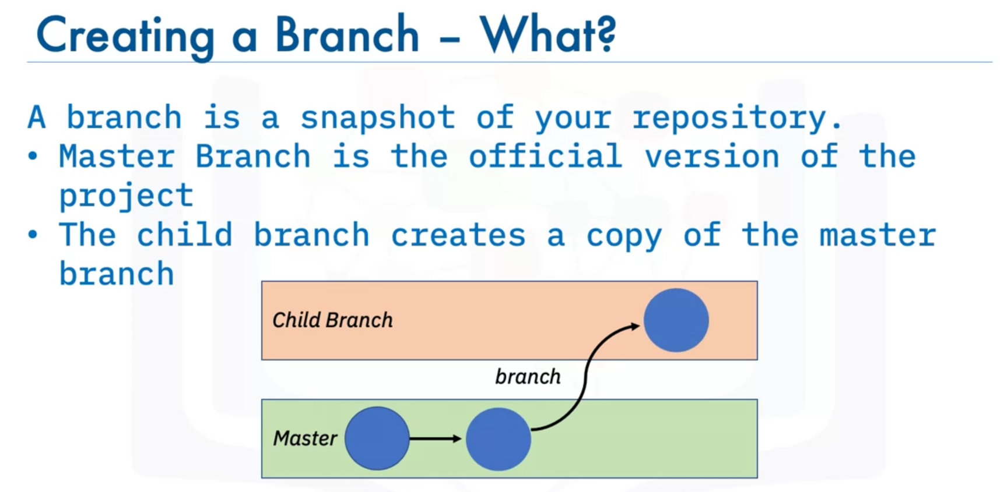 Creating a Branch – What?
A branch is a snapshot of your repository.
• Master Branch is the official version of the
project
• The child branch creates a copy of the master
branch
Child Branch
branch
Master